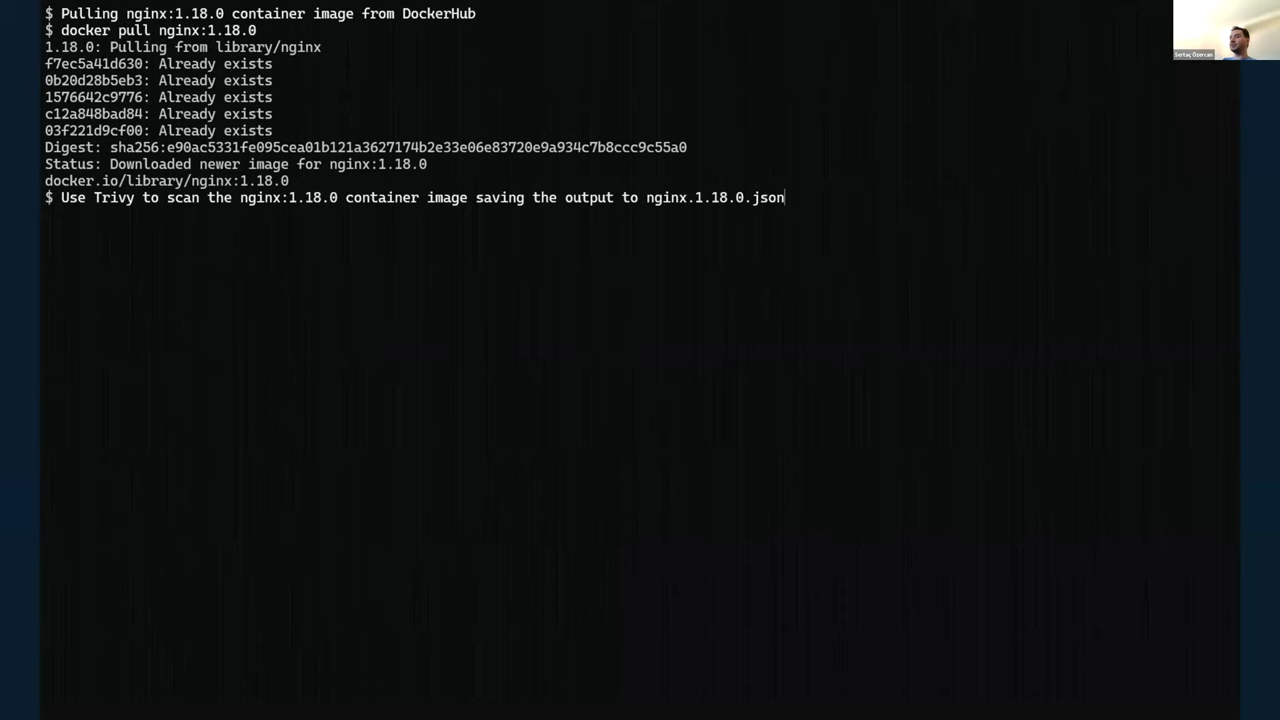 $ Pulling nginx:1.18.0 container image from DockerHub
$ docker pull nginx:1.18.0
1.18.0: Pulling from library/nginx
f7ec5a41d630: Already exists
0b20d28b5eb3: Already exists
1576642c9776: Already exists
c12a848bad84: Already exists
03f221d9cf00: Already exists
Digest: sha256:e90ac5331fe095cea01b121a3627174b2e33e06e83720e9a934c7b8ccc9c55a0
Status: Downloaded newer image for nginx:1.18.0
docker.io/library/nginx:1.18.0
$ Use Trivy to scan the nginx:1.18.0 container image saving the output to nginx.1.18.0.json
Sertaç Özercan